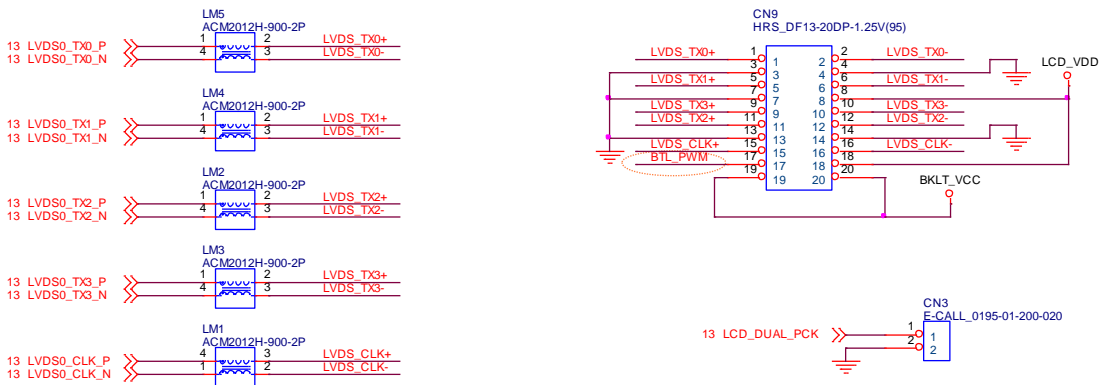 LM5
ACM2012H-900-2P
13 LVDS0_TX0_P 1 2 LVDS_TX0+
13 LVDS0_TX0_N 4 3 LVDS_TX0-
LM4
ACM2012H-900-2P
13 LVDS0_TX1_P 1 2 LVDS_TX1+
13 LVDS0_TX1_N 4 3 LVDS_TX1-
LM2
ACM2012H-900-2P
13 LVDS0_TX2_P 1 2 LVDS_TX2+
13 LVDS0_TX2_N 4 3 LVDS_TX2-
LM3
ACM2012H-900-2P
13 LVDS0_TX3_P 1 2 LVDS_TX3+
13 LVDS0_TX3_N 4 3 LVDS_TX3-
LM1
ACM2012H-900-2P
13 LVDS0_CLK_P 4 3 LVDS_CLK+
13 LVDS0_CLK_N 1 2 LVDS_CLK-
CN9
HRS_DF13-20DP-1.25V(95)
LVDS_TX0+ 1 1 2 2 LVDS_TX0-
3 3 4 4
LVDS_TX1+ 5 5 6 6 LVDS_TX1-
7 7 8 8
LVDS_TX3+ 9 9 10 10 LVDS_TX3-
LVDS_TX2+ 11 11 12 12 LVDS_TX2-
13 13 14 14
LVDS_CLK+ 15 15 16 16 LVDS_CLK-
BTL_PWM 17 17 18 18
19 19 20 20
LCD_VDD
BKLT_VCC
CN3
E-CALL_0195-01-200-020
13 LCD_DUAL_PCK 1 1
2 2